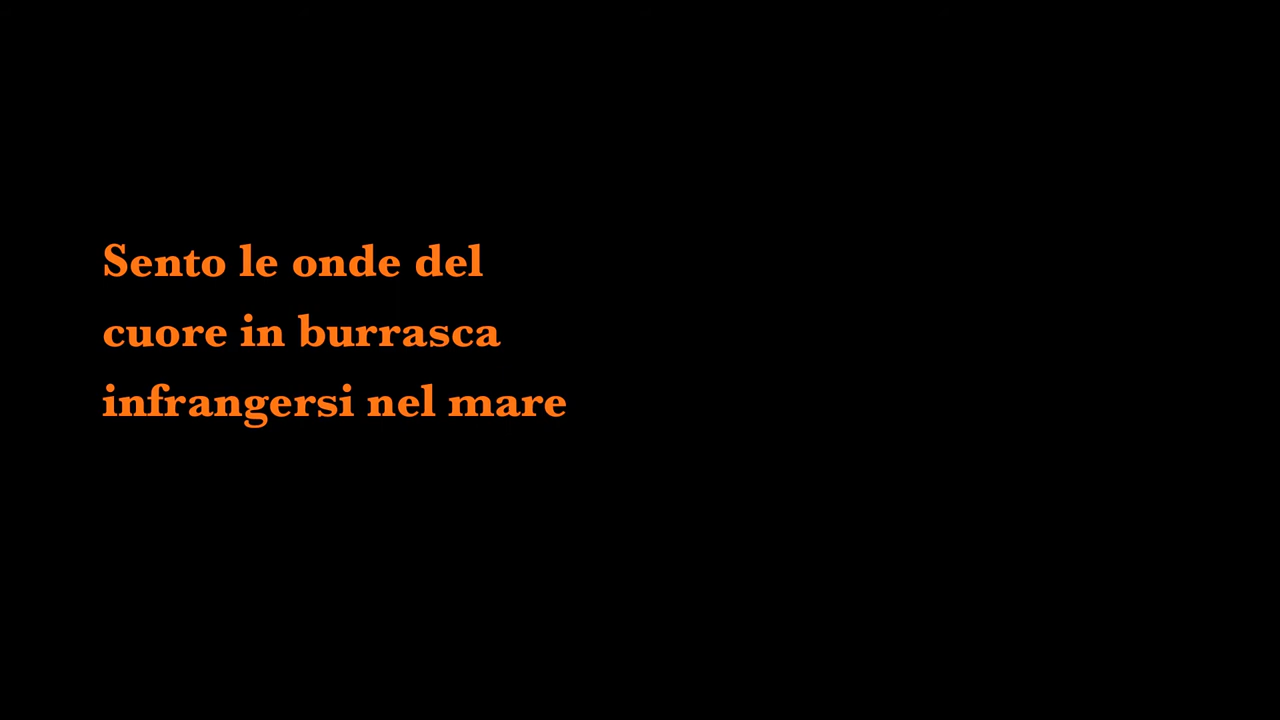 Sento le onde del
cuore in burrasca
infrangersi nel mare